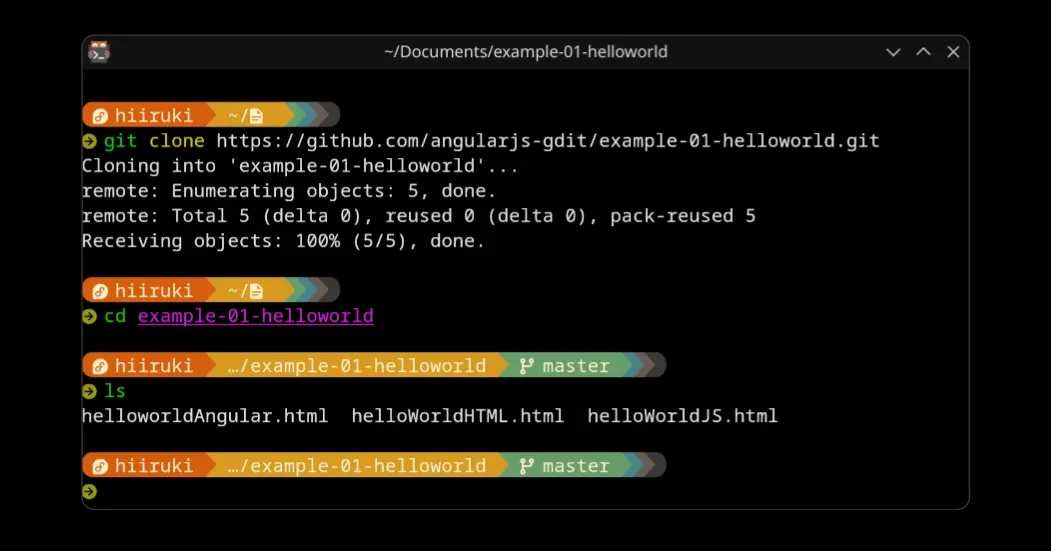 ~/Documents/example-01-helloworld
hiiruki ~/
git clone https://github.com/angularjs-gdit/example-01-helloworld.git
Cloning into 'example-01-helloworld'...
remote: Enumerating objects: 5, done.
remote: Total 5 (delta 0), reused 0 (delta 0), pack-reused 5
Receiving objects: 100% (5/5), done.
hiiruki ~/
cd example-01-helloworld
hiiruki …/example-01-helloworld master
ls
helloworldAngular.html helloWorldHTML.html helloWorldJS.html
hiiruki …/example-01-helloworld master